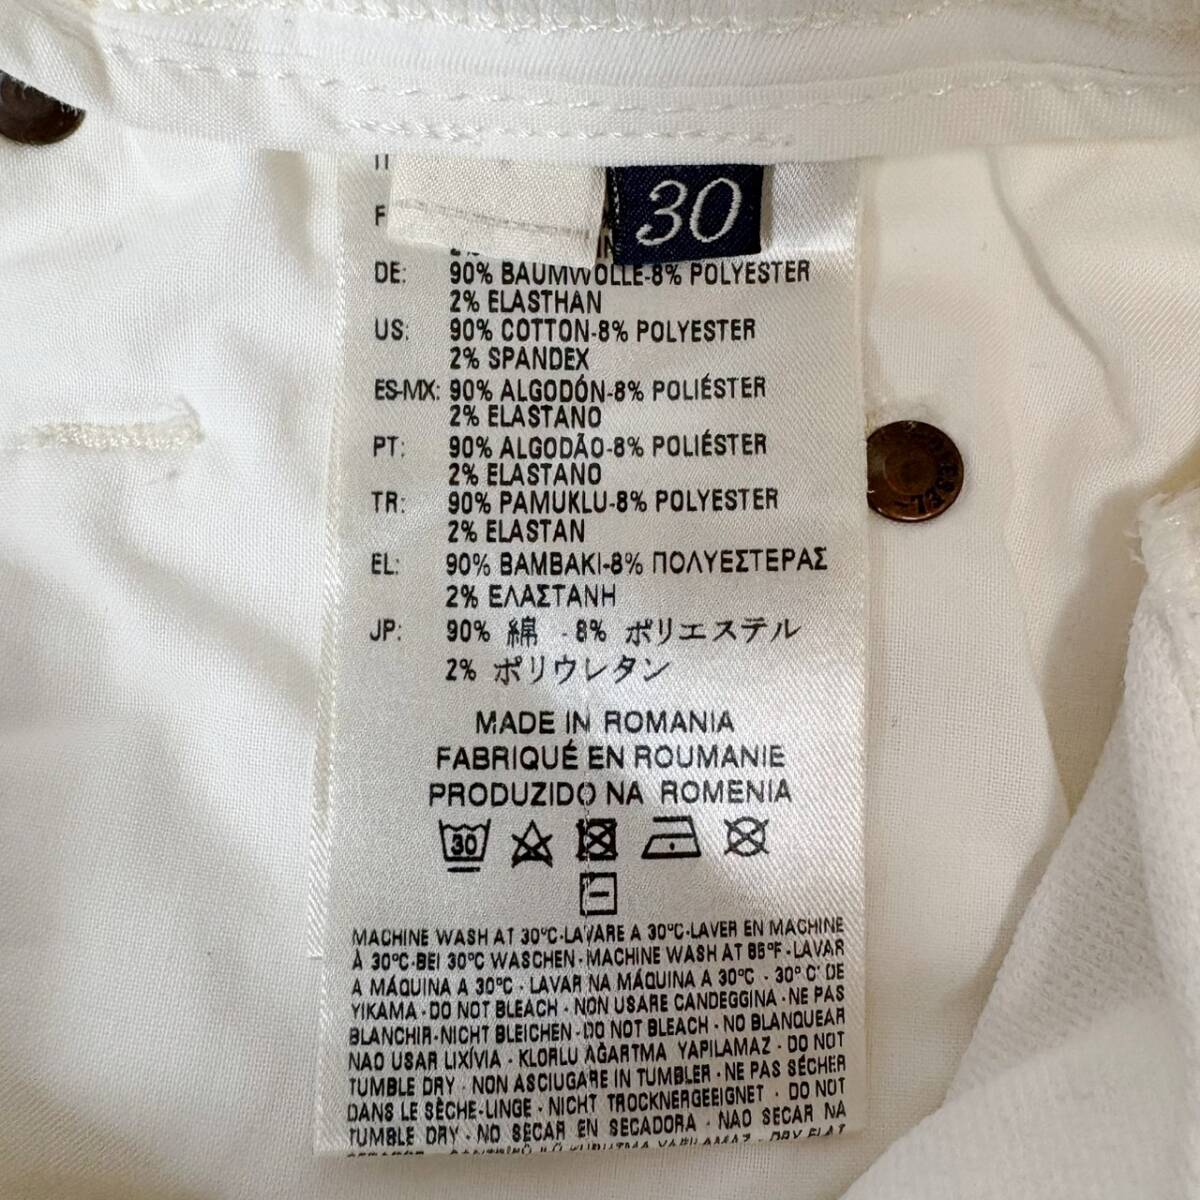 30
DE: 90% BAUMWOLLE-8% POLYESTER
2% ELASTHAN
US: 90% COTTON-8% POLYESTER
2% SPANDEX
ES-MX: 90% ALGODÓN-8% POLIÉSTER
2% ELASTANO
PT: 90% ALGODÃO-8% POLIÉSTER
2% ELASTANO
TR: 90% PAMUKLU-8% POLYESTER
2% ELASTAN
EL: 90% BAMBAKI-8% ΠΟΛΥΕΣΤΕΡΑΣ
2% ΕΛΑΣΤΑΝΗ
JP: 90% 綿 - 8% ポリエステル
2% ポリウレタン
MADE IN ROMANIA
FABRIQUÉ EN ROUMANIE
PRODUZIDO NA ROMENIA
30
MACHINE WASH AT 30°C-LAVARE A 30°C-LAVER EN MACHINE
À 30°C-BEI 30°C WASCHEN-MACHINE WASH AT 85°F-LAVAR
A MÁQUINA A 30°C - LAVAR NA MÁQUINA A 30°C - 30° C' DE
YIKAMA-DO NOT BLEACH - NON USARE CANDEGGINA-NE PAS
BLANCHIR-NICHT BLEICHEN-DO NOT BLEACH - NO BLANQUEAR
NAO USAR LIXÍVIA - KLORLU AĞARTMA YAPILAMAZ - DO NOT
TUMBLE DRY - NON ASCIUGARE IN TUMBLER-NE PAS SÉCHER
DANS LE SÈCHE-LINGE - NICHT TROCKNERGEEIGNET - DO NOT
TUMBLE DRY -NO SECAR EN SECADORA - NAO SECAR NA
KURUTMA YAPILAMAZ - DRY FLAT